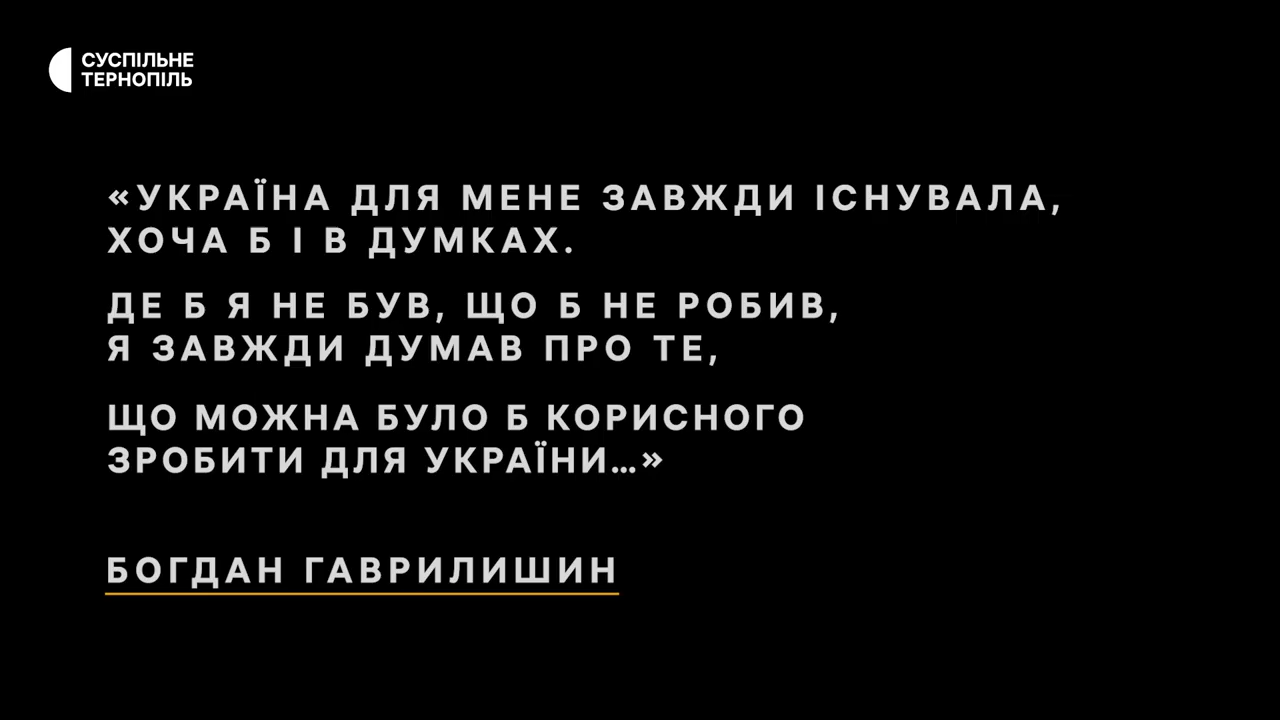 СУСПІЛЬНЕ
ТЕРНОПІЛЬ
«УКРАЇНА ДЛЯ МЕНЕ ЗАВЖДИ ІСНУВАЛА,
ХОЧА Б І В ДУМКАХ.
ДЕ Б Я НЕ БУВ, ЩО Б НЕ РОБИВ,
Я ЗАВЖДИ ДУМАВ ПРО ТЕ,
ЩО МОЖНА БУЛО Б КОРИСНОГО
ЗРОБИТИ ДЛЯ УКРАЇНИ…»
БОГДАН ГАВРИЛИШИН